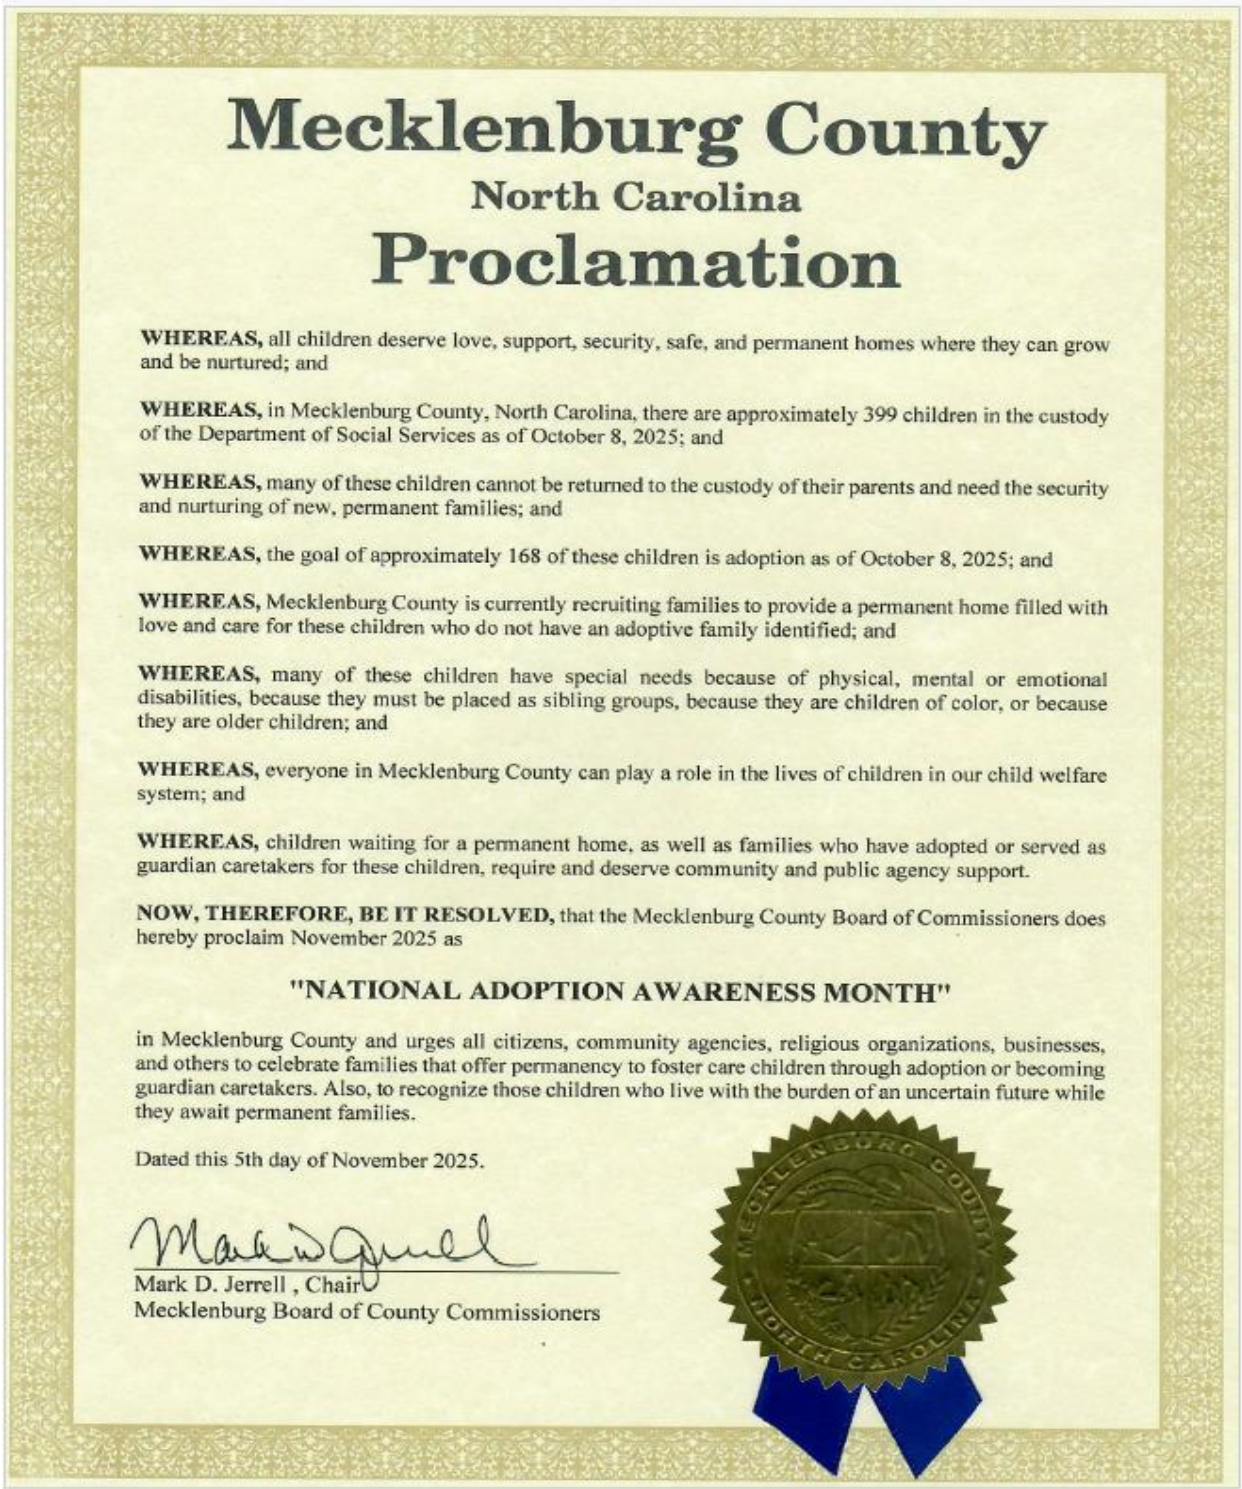 Mecklenburg County
North Carolina
Proclamation
WHEREAS, all children deserve love, support, security, safe, and permanent homes where they can grow
and be nurtured; and
WHEREAS, in Mecklenburg County, North Carolina, there are approximately 399 children in the custody
of the Department of Social Services as of October 8, 2025; and
WHEREAS, many of these children cannot be returned to the custody of their parents and need the security
and nurturing of new, permanent families; and
WHEREAS, the goal of approximately 168 of these children is adoption as of October 8, 2025; and
WHEREAS, Mecklenburg County is currently recruiting families to provide a permanent home filled with
love and care for these children who do not have an adoptive family identified; and
WHEREAS, many of these children have special needs because of physical, mental or emotional
disabilities, because they must be placed as sibling groups, because they are children of color, or because
they are older children; and
WHEREAS, everyone in Mecklenburg County can play a role in the lives of children in our child welfare
system; and
WHEREAS, children waiting for a permanent home, as well as families who have adopted or served as
guardian caretakers for these children, require and deserve community and public agency support.
NOW, THEREFORE, BE IT RESOLVED, that the Mecklenburg County Board of Commissioners does
hereby proclaim November 2025 as
"NATIONAL ADOPTION AWARENESS MONTH"
in Mecklenburg County and urges all citizens, community agencies, religious organizations, businesses,
and others to celebrate families that offer permanency to foster care children through adoption or becoming
guardian caretakers. Also, to recognize those children who live with the burden of an uncertain future while
they await permanent families.
Dated this 5th day of November 2025.
Mark D Jerrell
Mark D. Jerrell , Chair
Mecklenburg Board of County Commissioners
MECKLENBURG COUNTY
NORTH CAROLINA